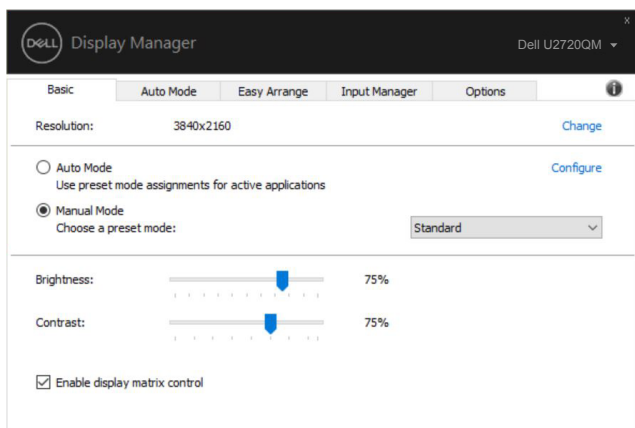 x
DELL Display Manager
Dell U2720QM
Basic Auto Mode Easy Arrange Input Manager Options i
Resolution: 3840x2160 Change
Auto Mode Configure
Use preset mode assignments for active applications
Manual Mode
Choose a preset mode: Standard
Brightness: 75%
Contrast: 75%
Enable display matrix control